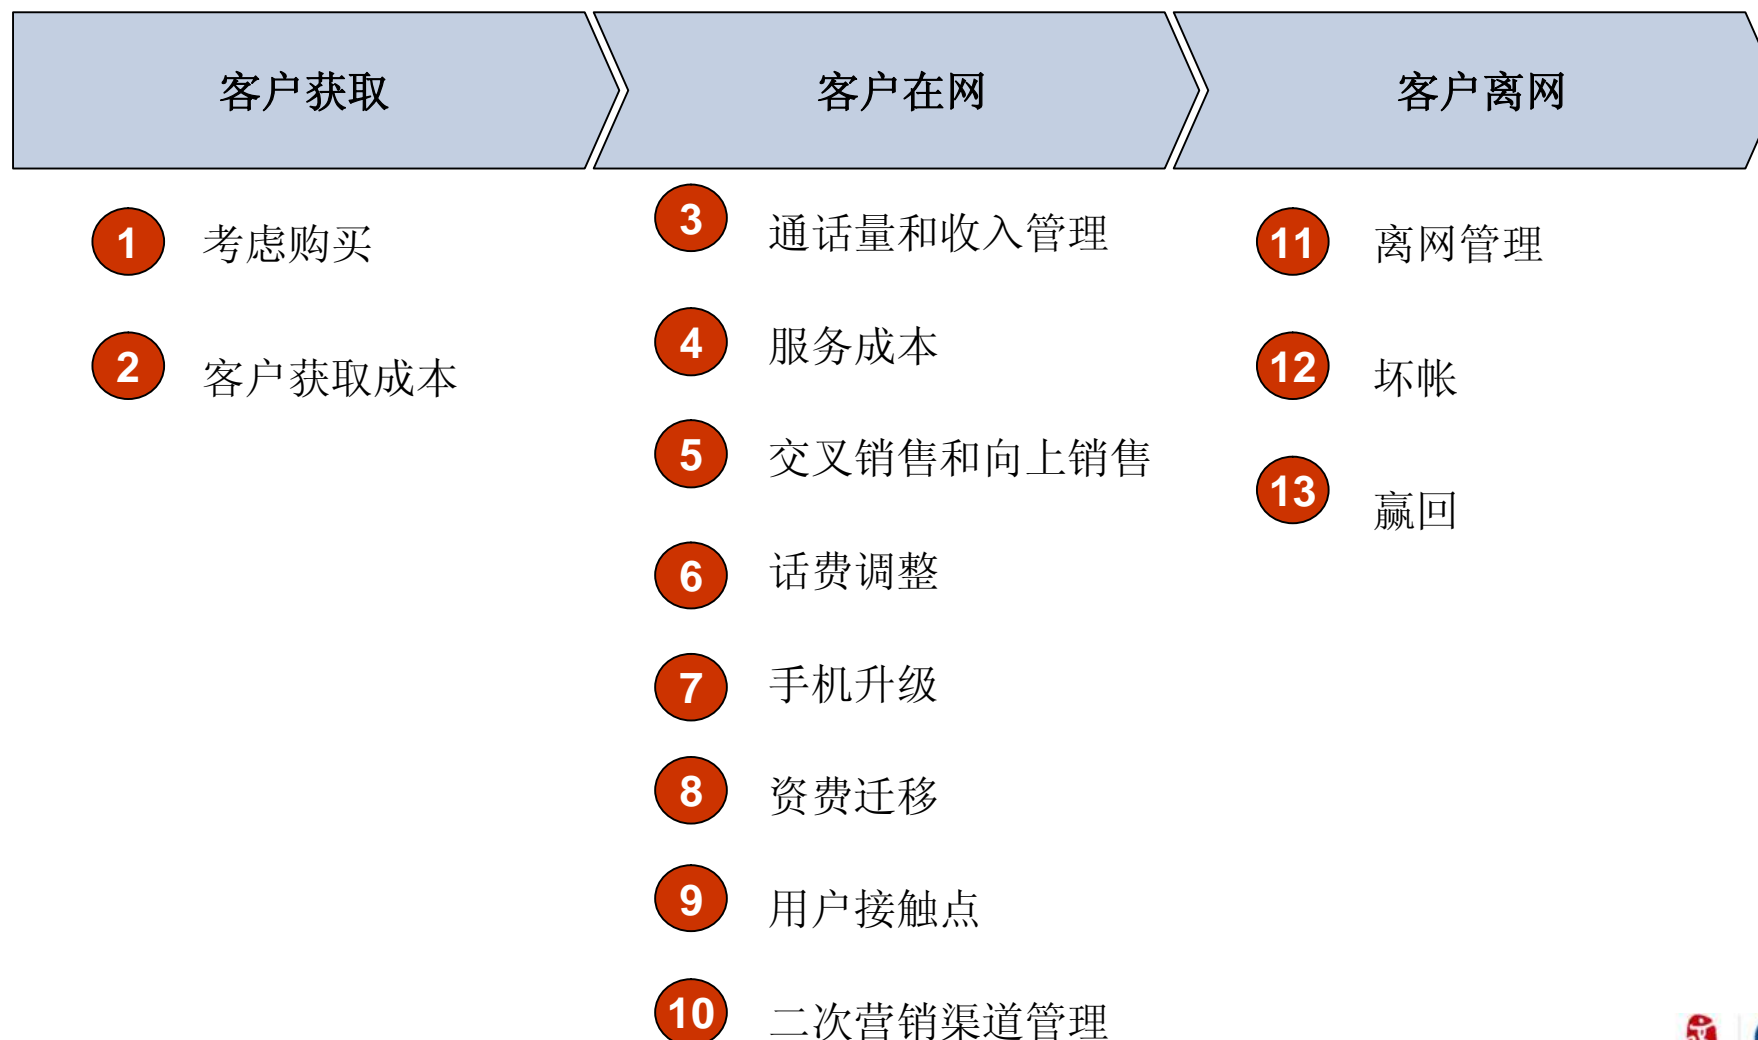 客户获取
客户在网
客户离网
1 考虑购买
2 客户获取成本
3 通话量和收入管理
4 服务成本
5 交叉销售和向上销售
6 话费调整
7 手机升级
8 资费迁移
9 用户接触点
10 二次营销渠道管理
11 离网管理
12 坏帐
13 赢回